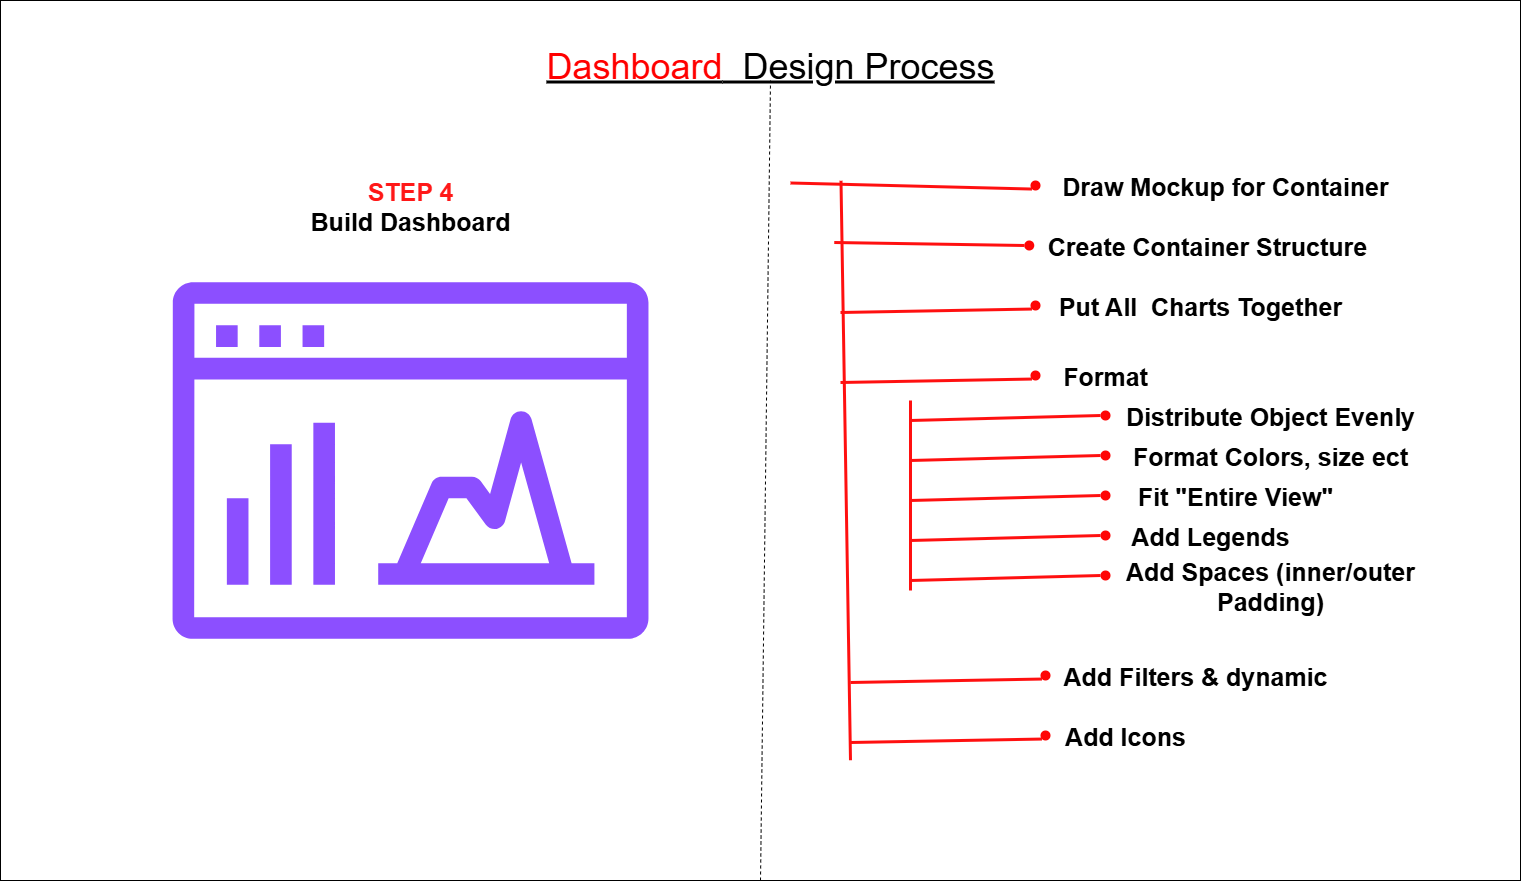 Dashboard  Design Process
STEP 4
Build Dashboard
Draw Mockup for Container
Create Container Structure
Put All  Charts Together
Format
Distribute Object Evenly
Format Colors, size ect
Fit "Entire View"
Add Legends
Add Spaces (inner/outer
Padding)
Add Filters & dynamic
Add Icons